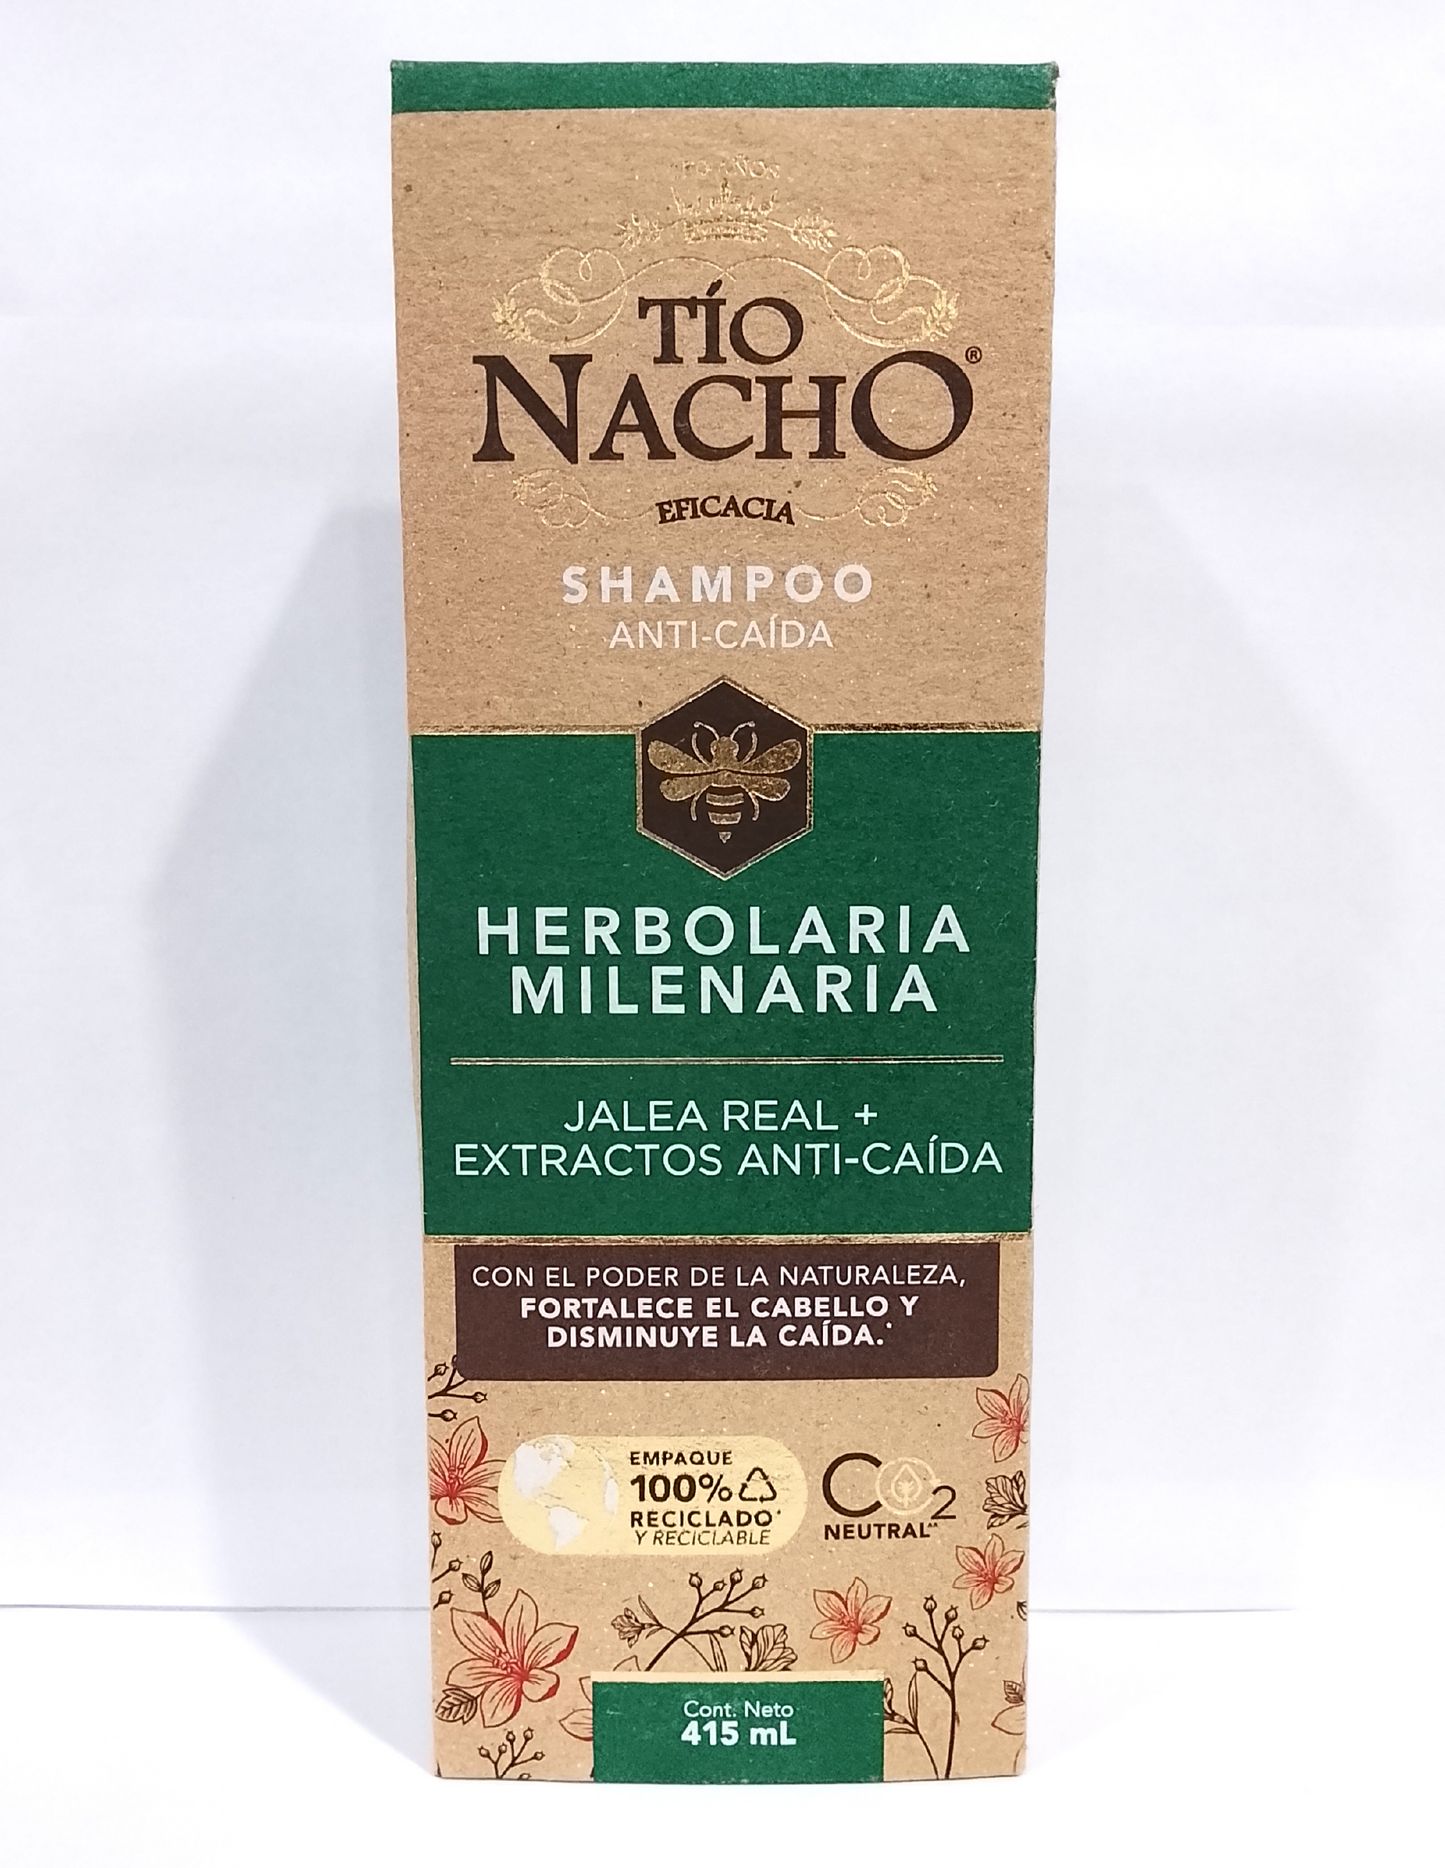 AÑOS
TÍO
NACHO®
EFICACIA
SHAMPOO
ANTI-CAÍDA
HERBOLARIA
MILENARIA
JALEA REAL +
EXTRACTOS ANTI-CAÍDA
CON EL PODER DE LA NATURALEZA,
FORTALECE EL CABELLO Y
DISMINUYE LA CAÍDA.*
EMPAQUE
100%
RECICLADO*
Y RECICLABLE
CO2
NEUTRAL**
Cont. Neto
415 mL